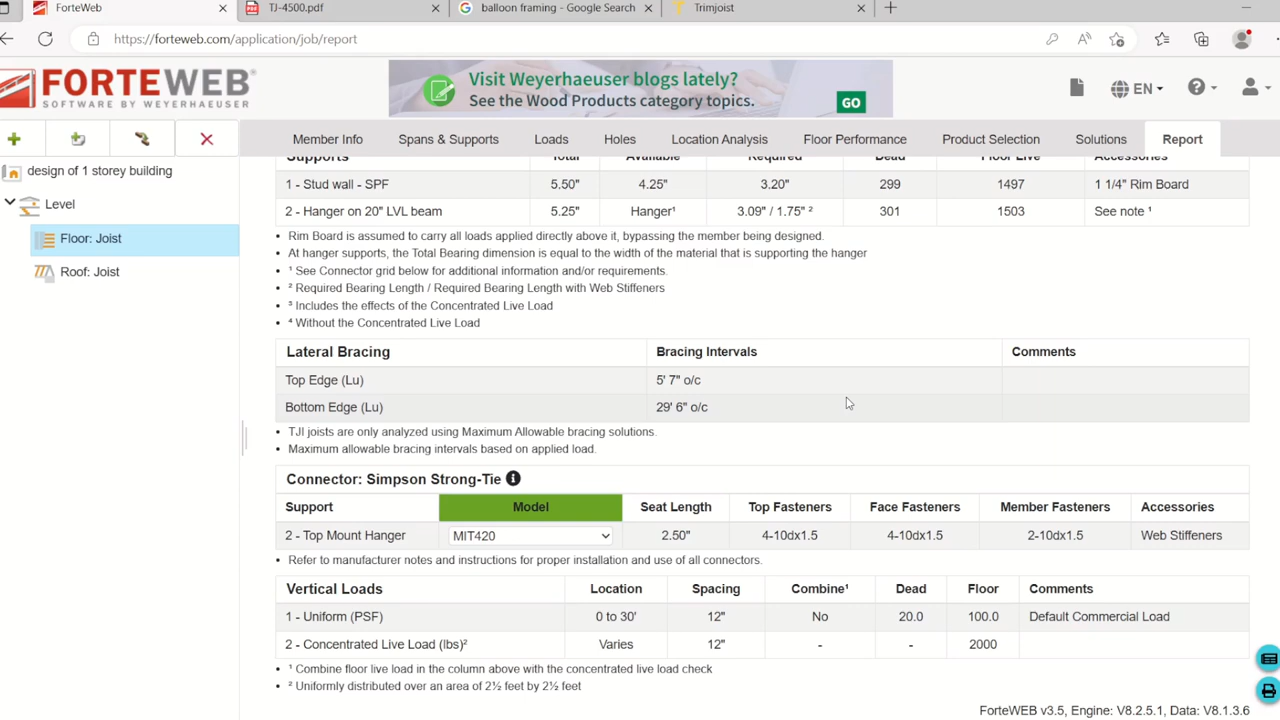 ForteWeb
TJ-4500.pdf
balloon framing - Google Search
Trimjoist
https://forteweb.com/application/job/report
FORTEWEB®
SOFTWARE BY WEYERHAEUSER
Visit Weyerhaeuser blogs lately?
See the Wood Products category topics.
GO
EN
Member Info
Spans & Supports
Loads
Holes
Location Analysis
Floor Performance
Product Selection
Solutions
Report
design of 1 storey building
Level
Floor: Joist
Roof: Joist
Supports Total Available Required Dead Floor Live Accessories
1 - Stud wall - SPF 5.50" 4.25" 3.20" 299 1497 1 1/4" Rim Board
2 - Hanger on 20" LVL beam 5.25" Hanger¹ 3.09" / 1.75" ² 301 1503 See note ¹
• Rim Board is assumed to carry all loads applied directly above it, bypassing the member being designed.
• At hanger supports, the Total Bearing dimension is equal to the width of the material that is supporting the hanger
• ¹ See Connector grid below for additional information and/or requirements.
• ² Required Bearing Length / Required Bearing Length with Web Stiffeners
• ³ Includes the effects of the Concentrated Live Load
• ⁴ Without the Concentrated Live Load
Lateral Bracing Bracing Intervals Comments
Top Edge (Lu) 5' 7" o/c
Bottom Edge (Lu) 29' 6" o/c
• TJI joists are only analyzed using Maximum Allowable bracing solutions.
• Maximum allowable bracing intervals based on applied load.
Connector: Simpson Strong-Tie
Support Model Seat Length Top Fasteners Face Fasteners Member Fasteners Accessories
2 - Top Mount Hanger MIT420 2.50" 4-10dx1.5 4-10dx1.5 2-10dx1.5 Web Stiffeners
• Refer to manufacturer notes and instructions for proper installation and use of all connectors.
Vertical Loads Location Spacing Combine¹ Dead Floor Comments
1 - Uniform (PSF) 0 to 30' 12" No 20.0 100.0 Default Commercial Load
2 - Concentrated Live Load (lbs)² Varies 12" - - 2000
• ¹ Combine floor live load in the column above with the concentrated live load check
• ² Uniformly distributed over an area of 2½ feet by 2½ feet
ForteWEB v3.5, Engine: V8.2.5.1, Data: V8.1.3.6